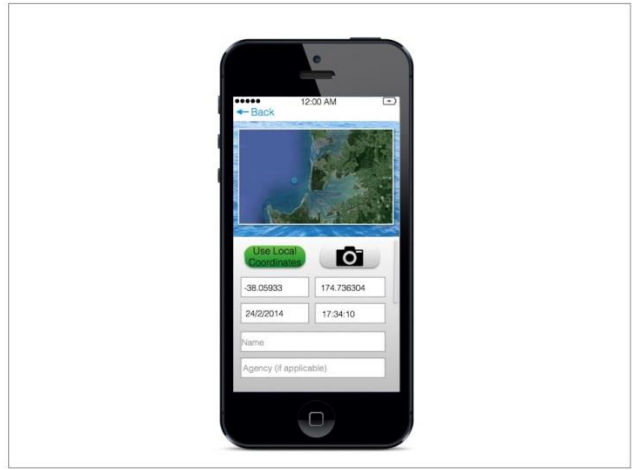 12:00 AM
Back
Use Local
Coordinates
-38.05933
174.736304
24/2/2014
17:34:10
Name
Agency (if applicable)